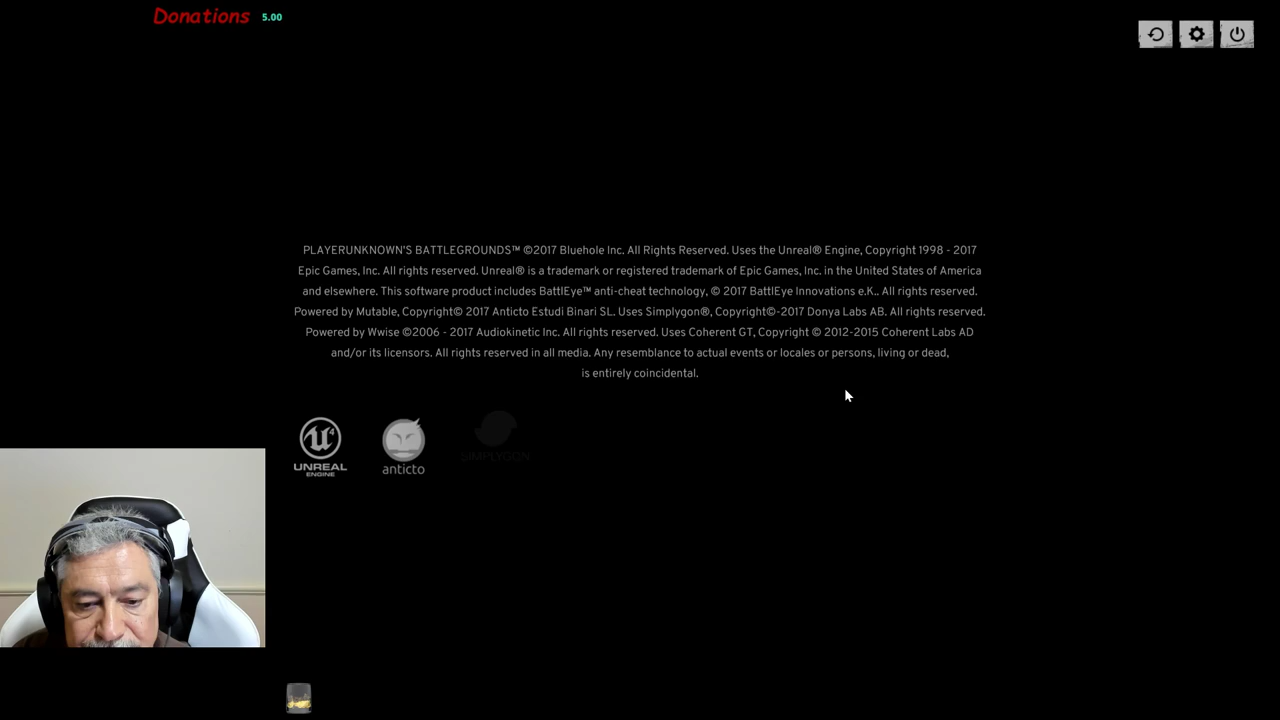 Donations 5.00
PLAYERUNKNOWN'S BATTLEGROUNDS™ ©2017 Bluehole Inc. All Rights Reserved. Uses the Unreal® Engine, Copyright 1998 - 2017
Epic Games, Inc. All rights reserved. Unreal® is a trademark or registered trademark of Epic Games, Inc. in the United States of America
and elsewhere. This software product includes BattlEye™ anti-cheat technology, © 2017 BattlEye Innovations e.K.. All rights reserved.
Powered by Mutable, Copyright© 2017 Anticto Estudi Binari SL. Uses Simplygon®, Copyright©-2017 Donya Labs AB. All rights reserved.
Powered by Wwise ©2006 - 2017 Audiokinetic Inc. All rights reserved. Uses Coherent GT, Copyright © 2012-2015 Coherent Labs AD
and/or its licensors. All rights reserved in all media. Any resemblance to actual events or locales or persons, living or dead,
is entirely coincidental.
UNREAL
ENGINE
anticto
SIMPLYGON